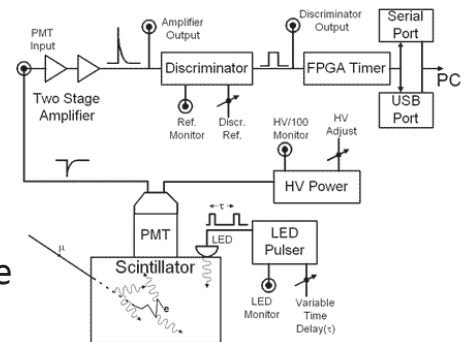 PMT
Input
Amplifier
Output
Discriminator
Output
Serial
Port
Discriminator
FPGA Timer
PC
USB
Port
Two Stage
Amplifier
Ref.
Monitor
Discr.
Ref.
HV/100
Monitor
HV
Adjust
HV Power
PMT
τ
LED
LED
Pulser
μ
Scintillator
e
LED
Monitor
Variable
Time
Delay(τ)
e